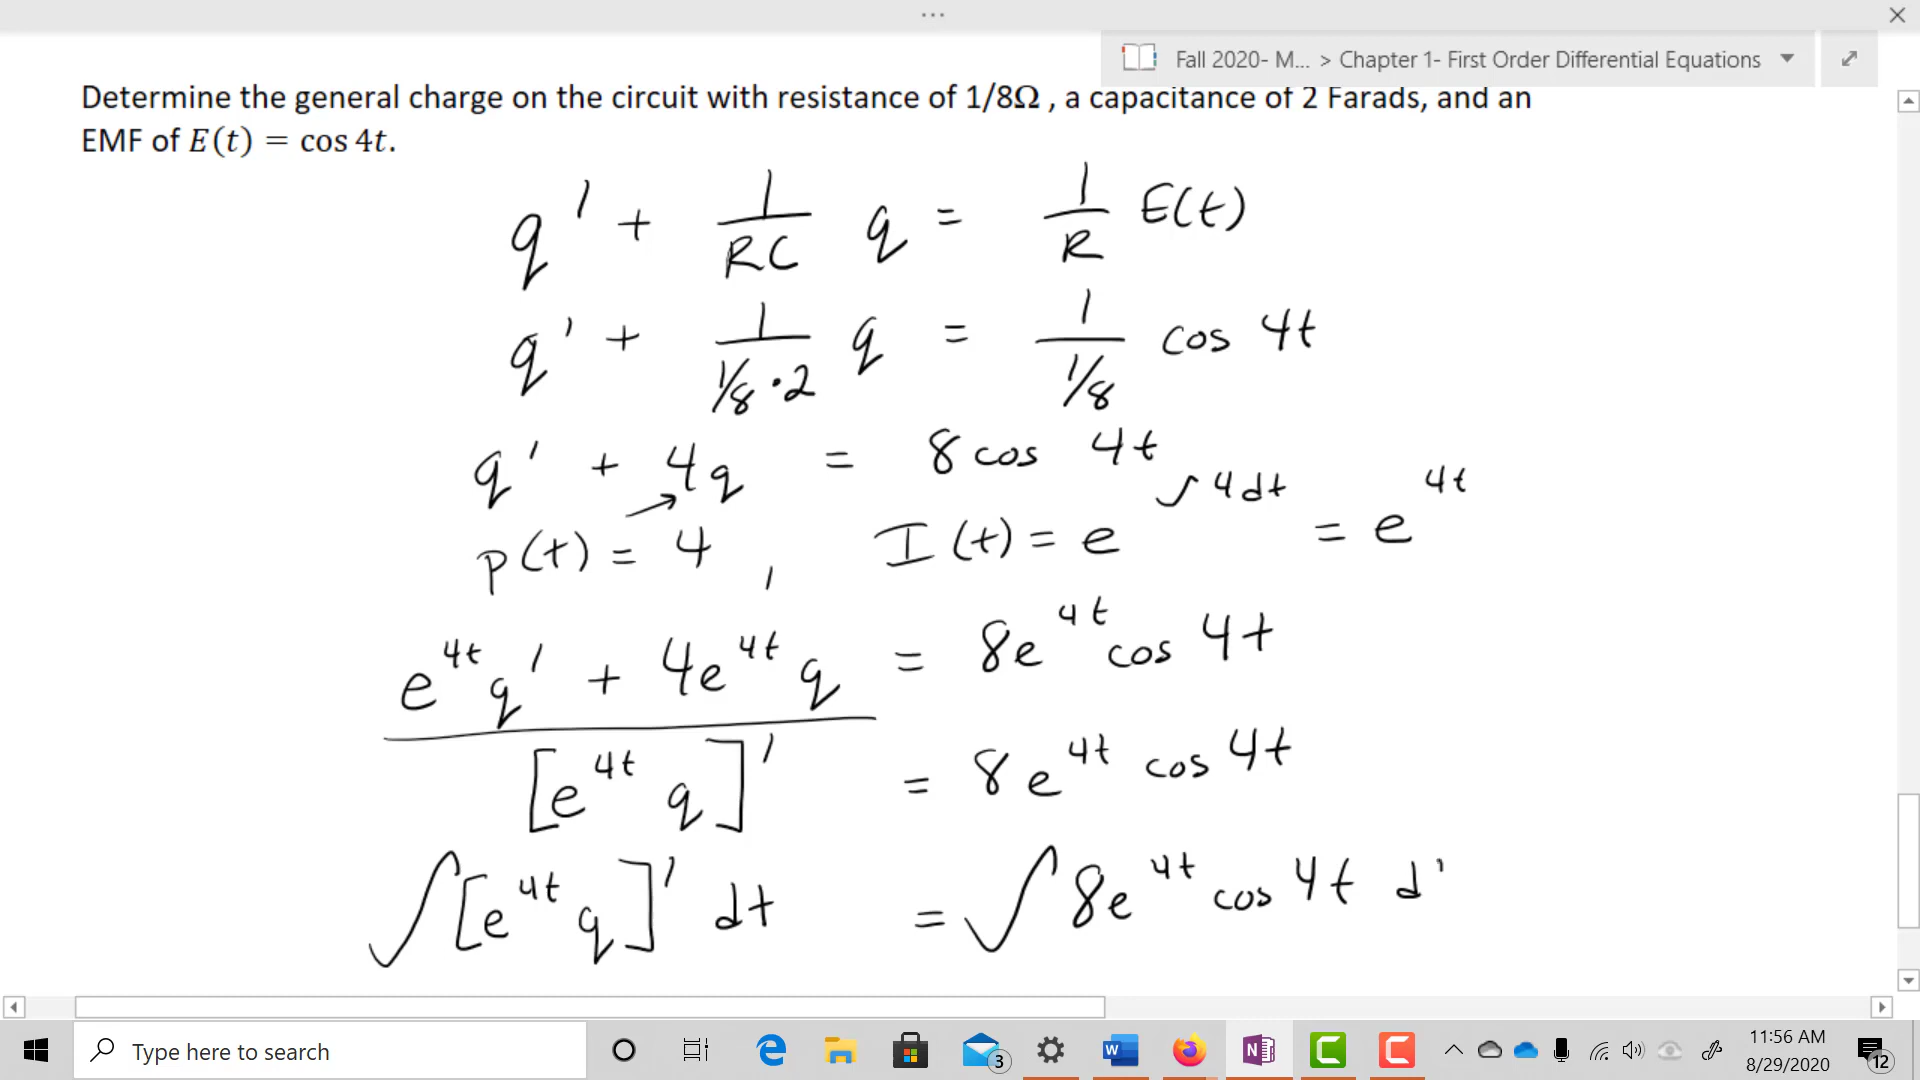 ...
Fall 2020- M... > Chapter 1- First Order Differential Equations
Determine the general charge on the circuit with resistance of 1/8Ω , a capacitance of 2 Farads, and an
EMF of E(t) = cos 4t.
q' + 1/RC q = 1/R E(t)
q' + 1/(1/8 · 2) q = 1/(1/8) cos 4t
q' + 4q = 8 cos 4t
p(t) = 4 , I(t) = e^∫4dt = e^4t
e^4t q' + 4e^4t q = 8e^4t cos 4t
[e^4t q]' = 8e^4t cos 4t
∫[e^4t q]' dt = ∫8e^4t cos 4t d'
Type here to search
3
W
N
11:56 AM
8/29/2020
12